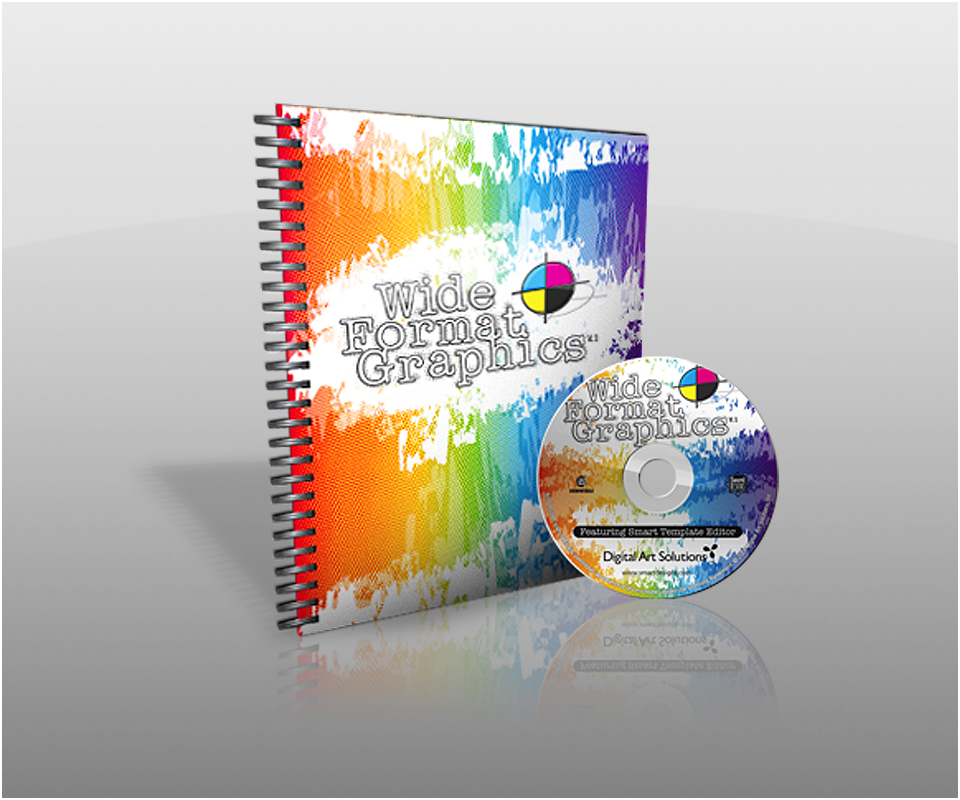 Wide
Format
Graphics
Wide
Format
Graphics
Featuring Smart Template Editor
Digital Art Solutions